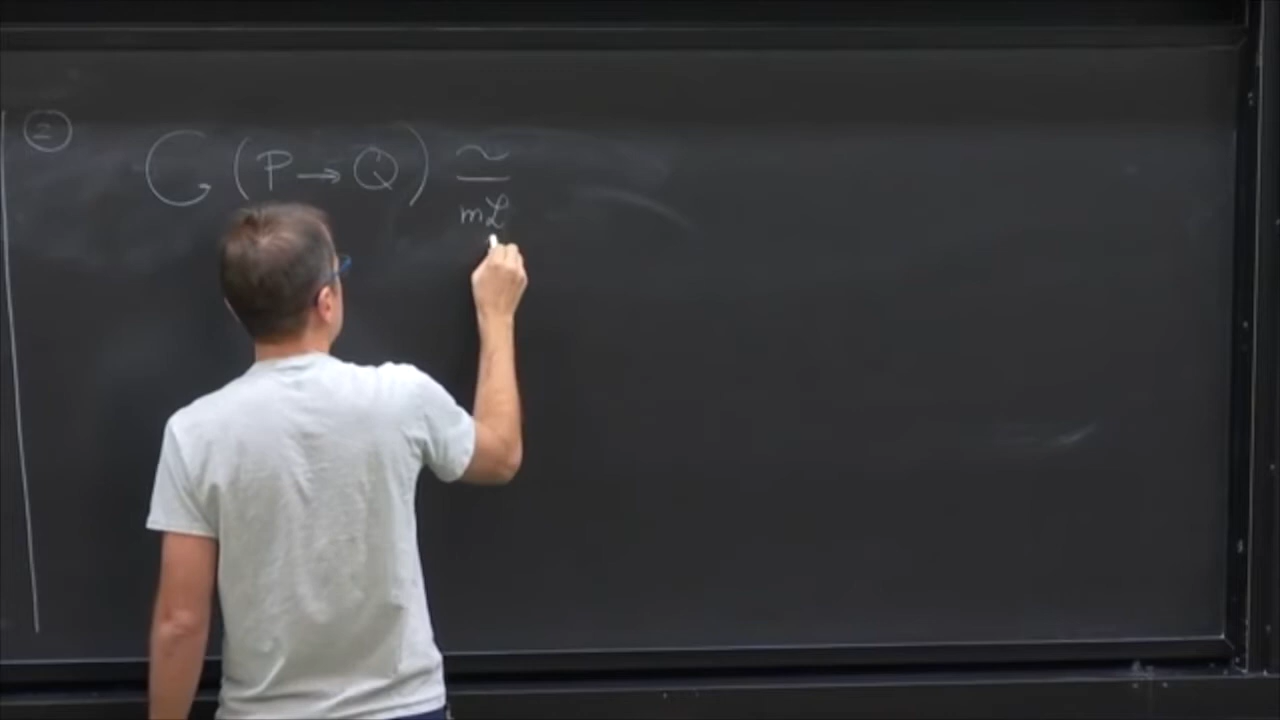 ②
G (P → Q) ≅
mℒ